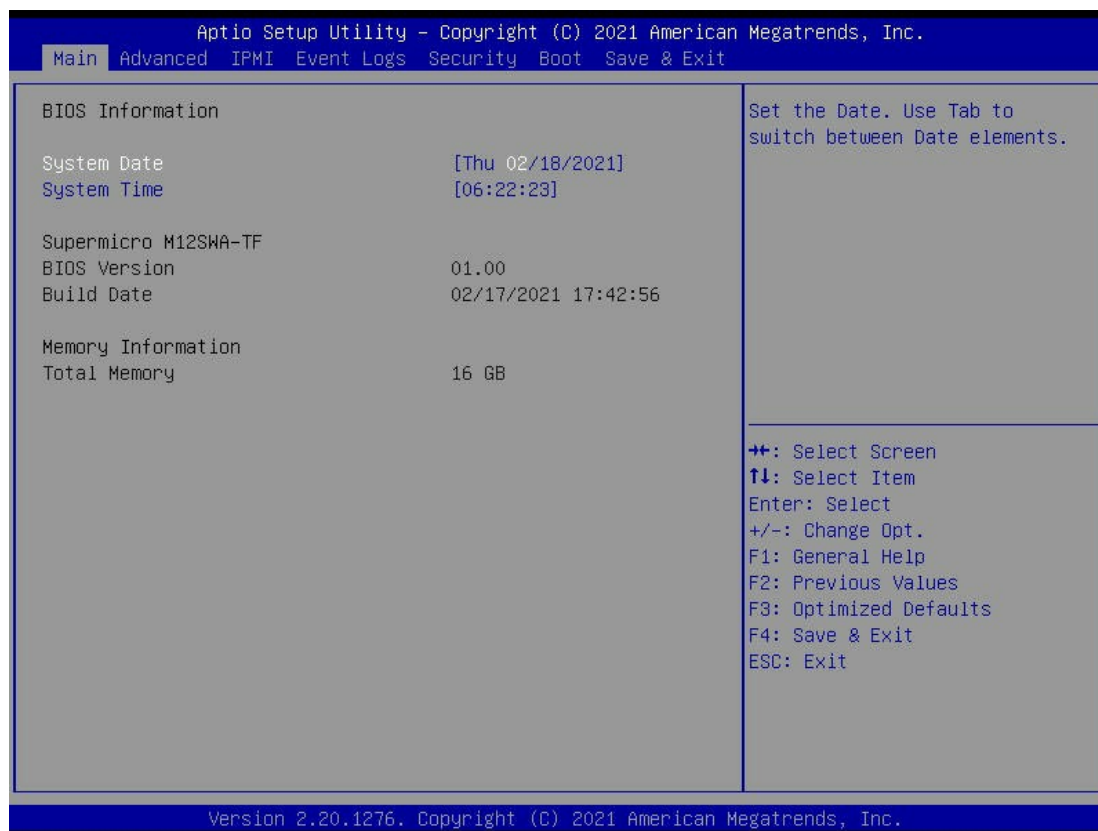 Aptio Setup Utility – Copyright (C) 2021 American Megatrends, Inc.
Main Advanced IPMI Event Logs Security Boot Save & Exit
BIOS Information
System Date [Thu 02/18/2021]
System Time [06:22:23]
Supermicro M12SWA-TF
BIOS Version 01.00
Build Date 02/17/2021 17:42:56
Memory Information
Total Memory 16 GB
Set the Date. Use Tab to
switch between Date elements.
→←: Select Screen
↑↓: Select Item
Enter: Select
+/-: Change Opt.
F1: General Help
F2: Previous Values
F3: Optimized Defaults
F4: Save & Exit
ESC: Exit
Version 2.20.1276. Copyright (C) 2021 American Megatrends, Inc.